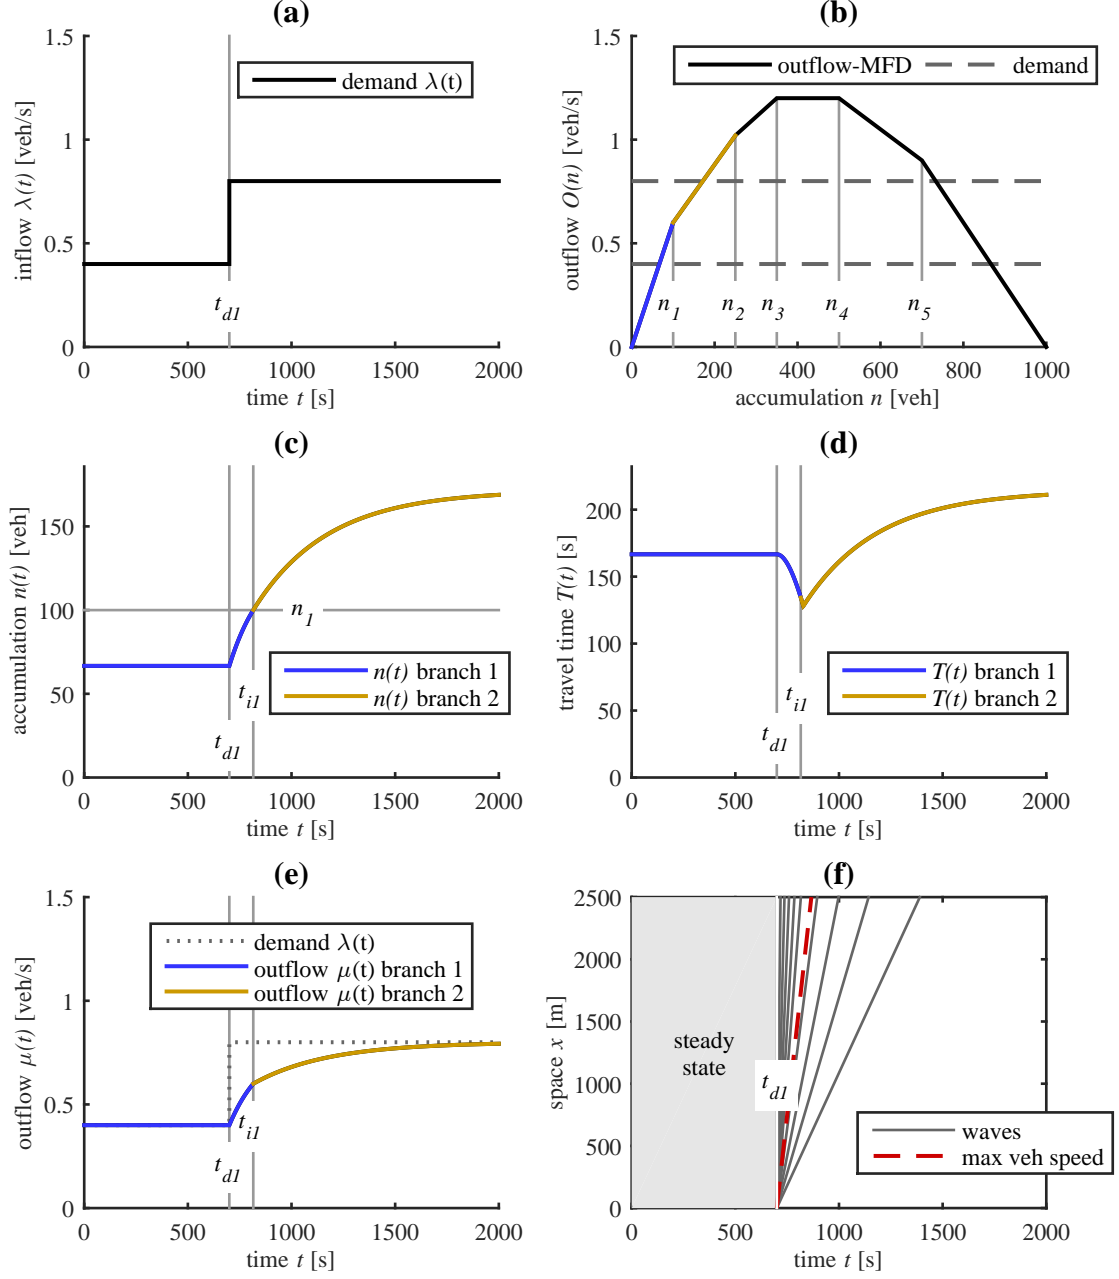 (a)
1.5
1
0.5
0
inflow λ(t) [veh/s]
demand λ(t)
t_d1
0 500 1000 1500 2000
time t [s]
(b)
1.5
1
0.5
0
outflow O(n) [veh/s]
outflow-MFD demand
n_1 n_2 n_3 n_4 n_5
0 200 400 600 800 1000
accumulation n [veh]
(c)
150
100
50
0
accumulation n(t) [veh]
n_1
n(t) branch 1
n(t) branch 2
t_i1
t_d1
0 500 1000 1500 2000
time t [s]
(d)
200
150
100
50
0
travel time T(t) [s]
T(t) branch 1
T(t) branch 2
t_i1
t_d1
0 500 1000 1500 2000
time t [s]
(e)
1.5
1
0.5
0
outflow μ(t) [veh/s]
demand λ(t)
outflow μ(t) branch 1
outflow μ(t) branch 2
t_i1
t_d1
0 500 1000 1500 2000
time t [s]
(f)
2500
2000
1500
1000
500
0
space x [m]
steady
state
t_d1
waves
max veh speed
0 500 1000 1500 2000
time t [s]